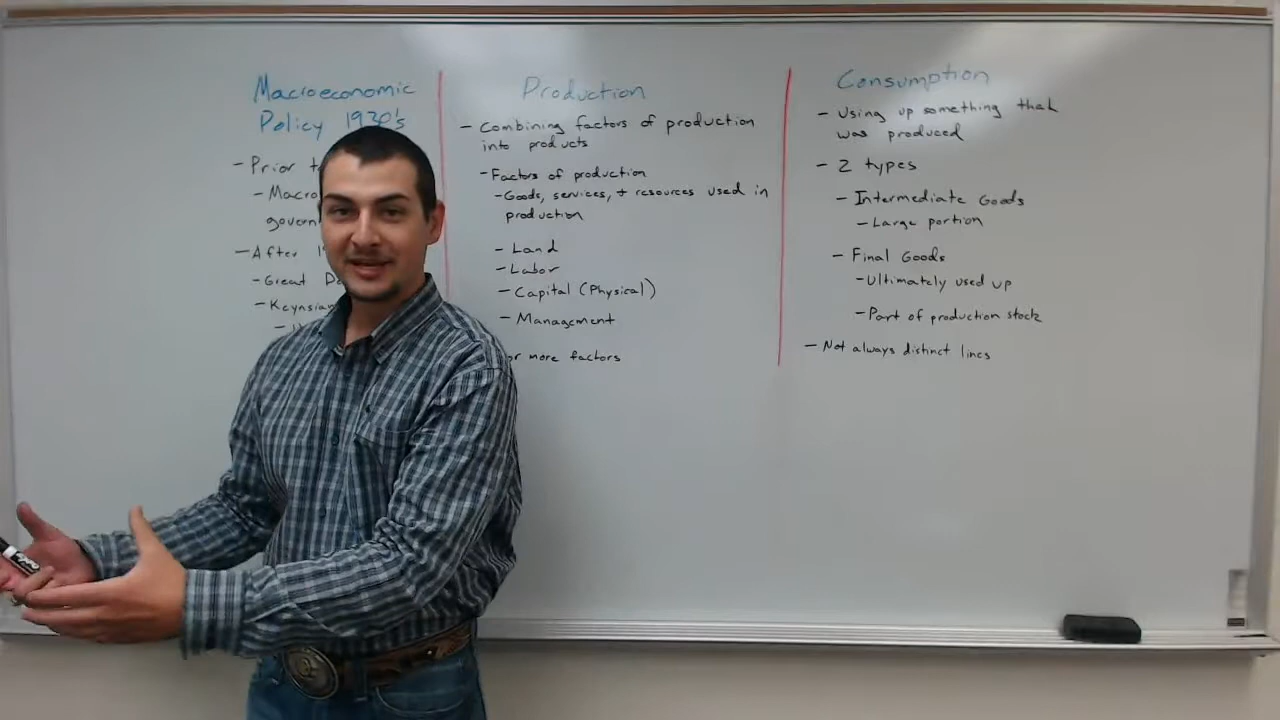 Macroeconomic
Policy 1930's
- Prior
- Macro
- After
- Great
- Production
- Combining factors of production
into products
- Factors of production
- Goods, services, + resources used in
production
- Land
- Labor
- Capital (Physical)
- Management
or more factors
Consumption
- Using up something that
was produced
- 2 types
- Intermediate Goods
- Large portion
- Final Goods
- Ultimately used up
- Part of production stock
- Not always distinct lines